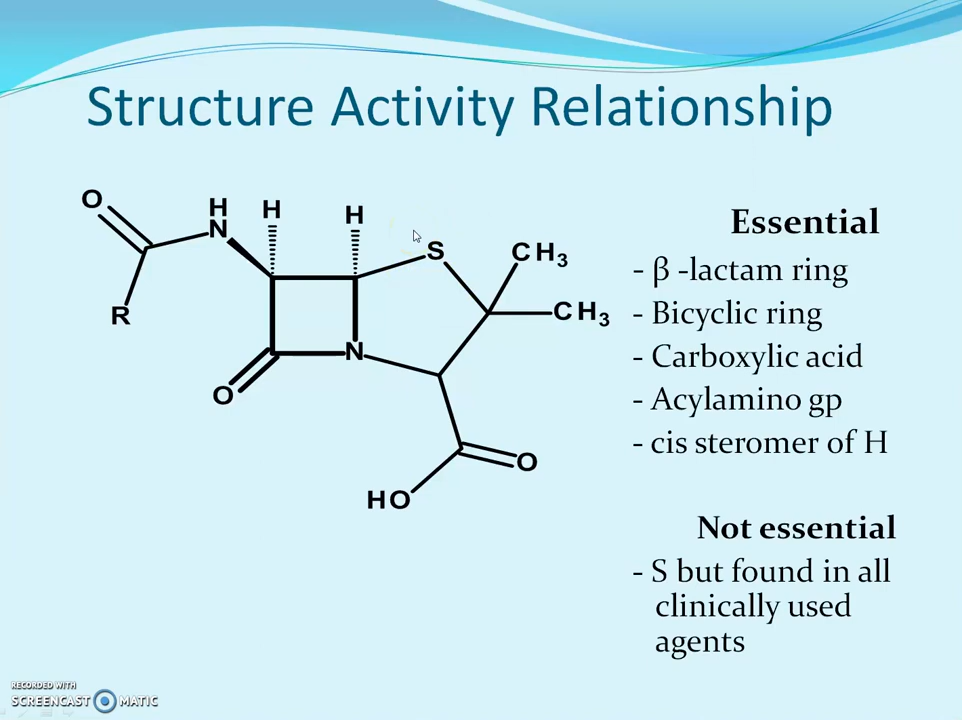 Structure Activity Relationship
O
H
N
H
H
S
CH3
CH3
R
N
O
O
HO
Essential
- β -lactam ring
- Bicyclic ring
- Carboxylic acid
- Acylamino gp
- cis steromer of H
Not essential
- S but found in all
clinically used
agents
RECORDED WITH
SCREENCAST MATIC